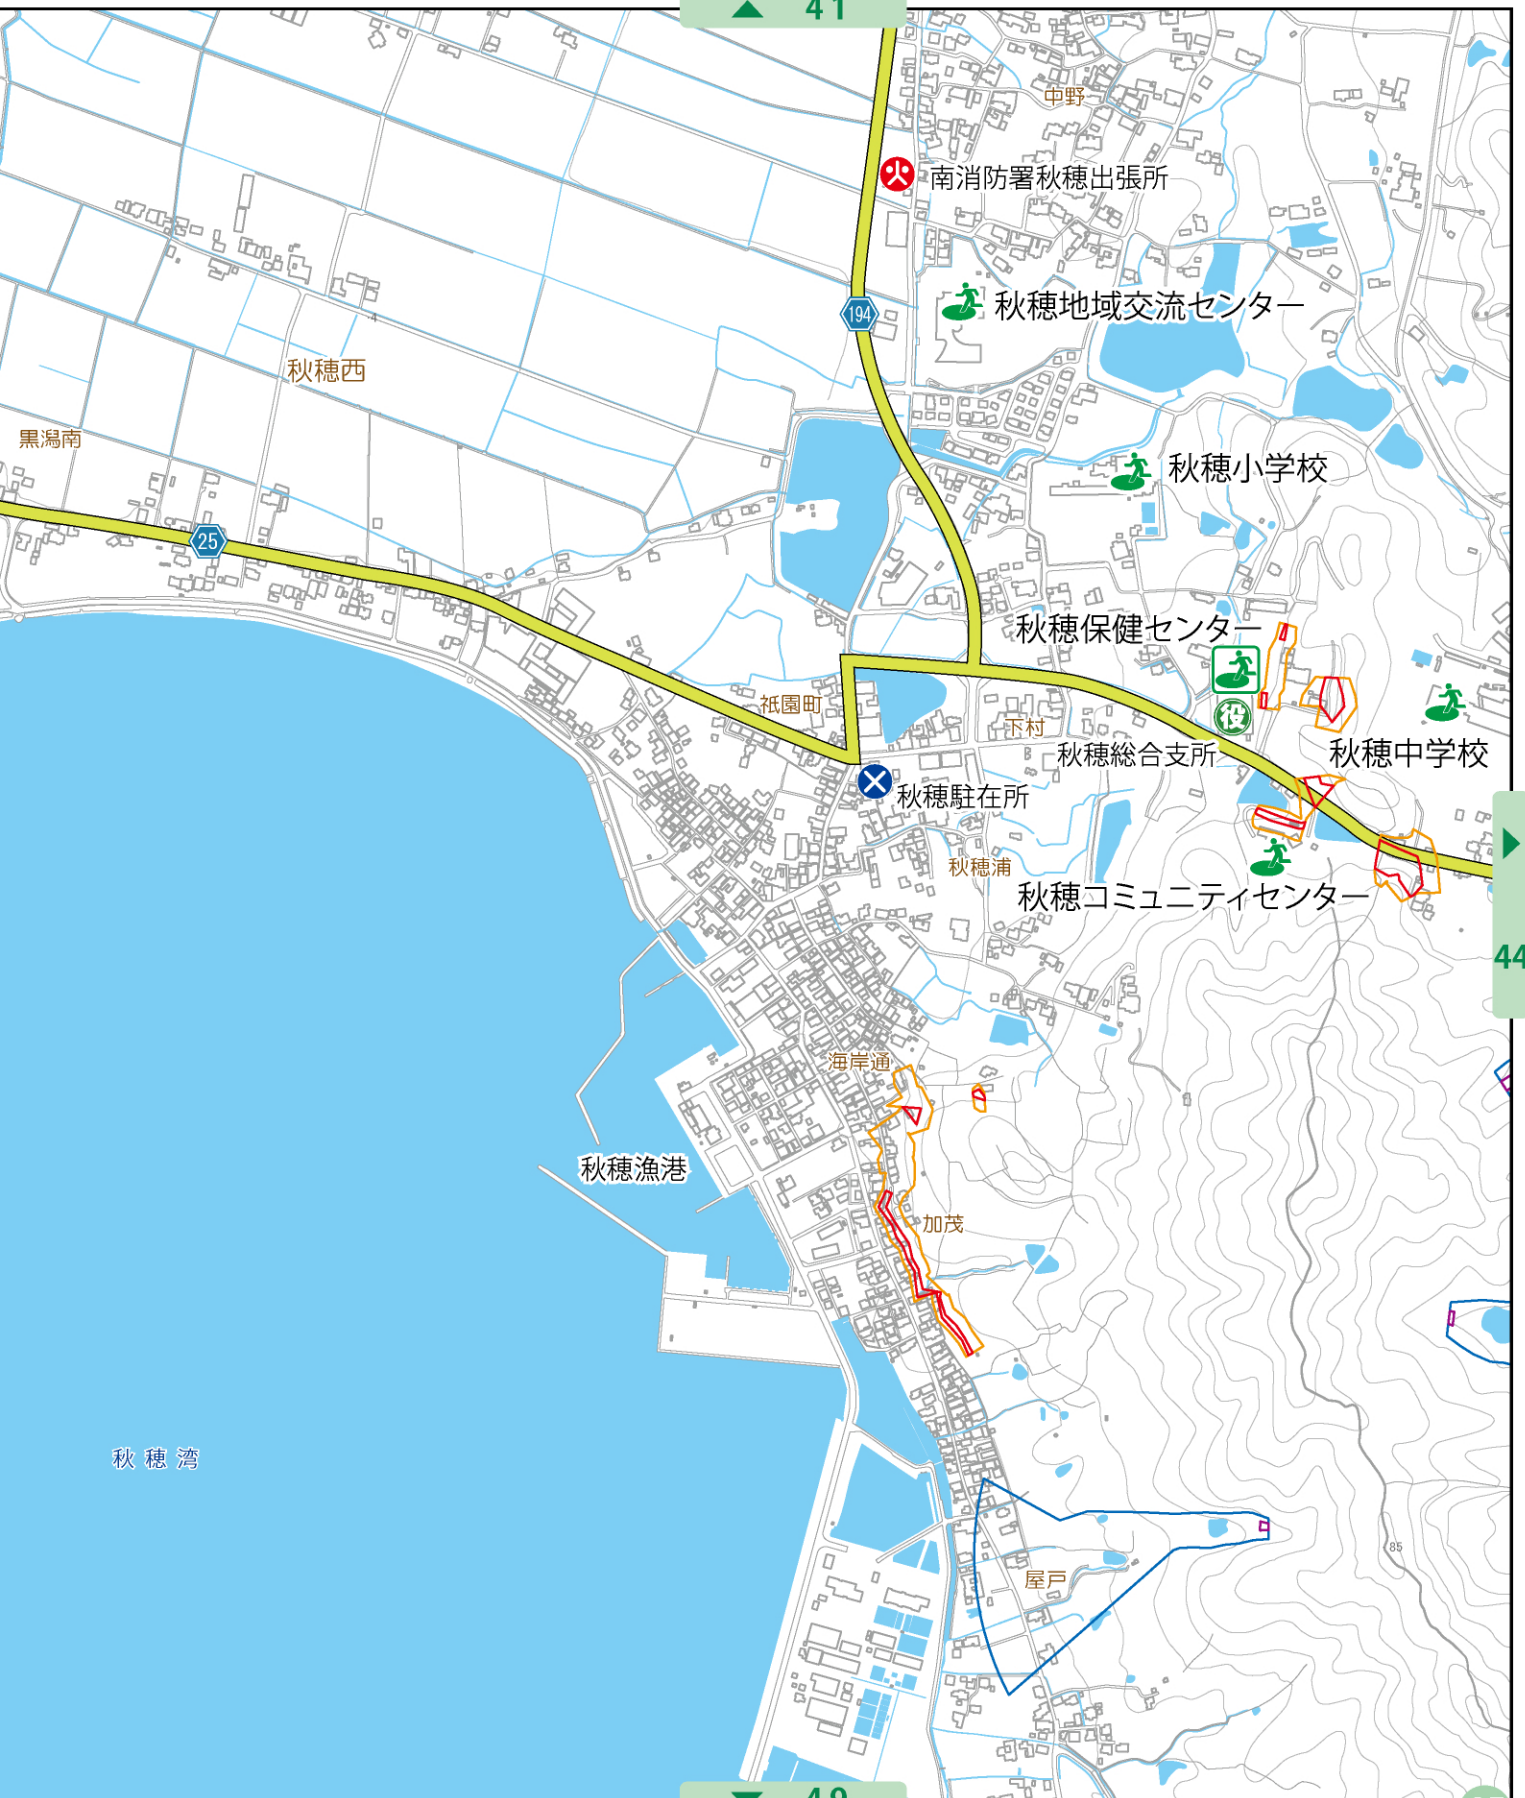 41
中野
南消防署秋穂出張所
秋穂地域交流センター
194
秋穂西
黒潟南
秋穂小学校
25
秋穂保健センター
祇園町
下村
役
秋穂総合支所
秋穂中学校
秋穂駐在所
秋穂浦
秋穂コミュニティセンター
44
海岸通
秋穂漁港
加茂
秋穂湾
85
屋戸